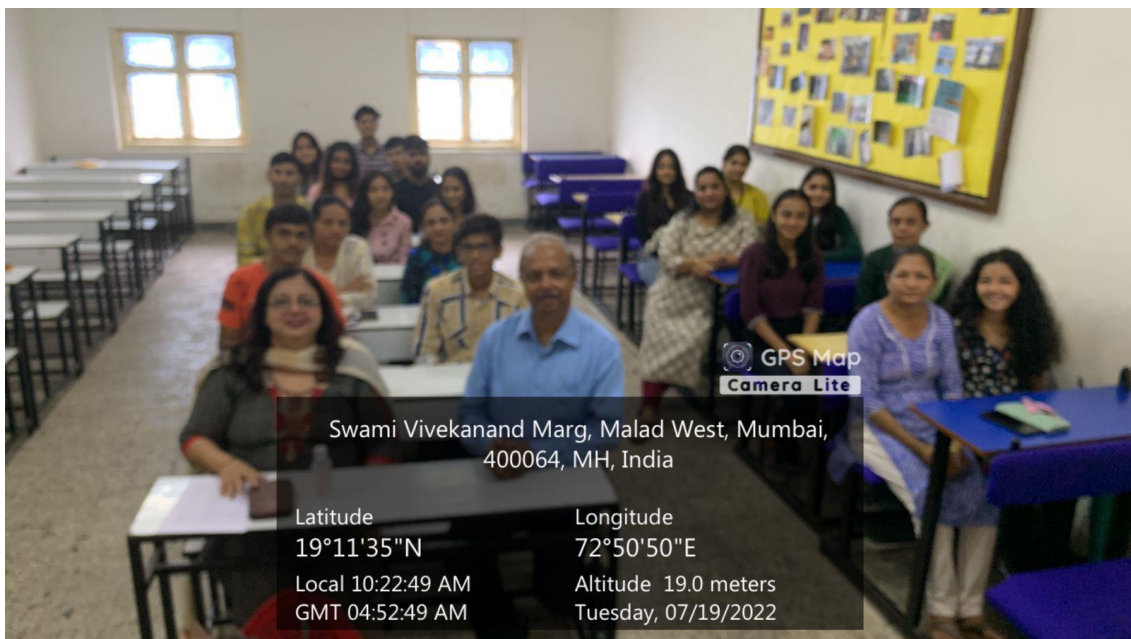 GPS Map
Camera Lite
Swami Vivekanand Marg, Malad West, Mumbai,
400064, MH, India
Latitude
19°11'35"N
Longitude
72°50'50"E
Local 10:22:49 AM
GMT 04:52:49 AM
Altitude 19.0 meters
Tuesday, 07/19/2022